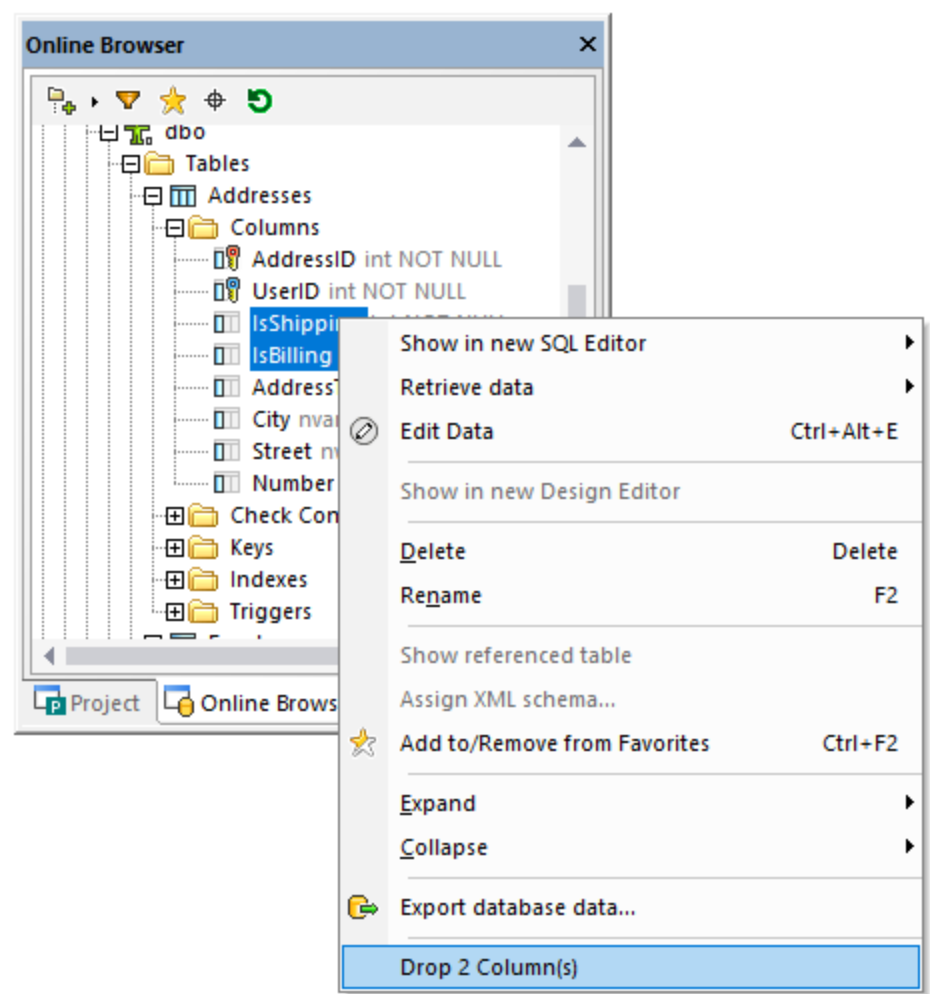 Online Browser
dbo
Tables
Addresses
Columns
AddressID int NOT NULL
UserID int NOT NULL
IsShippi
IsBilling
Address
City nva
Street n
Number
Check Con
Keys
Indexes
Triggers
Project
Online Brows
Show in new SQL Editor
Retrieve data
Edit Data Ctrl+Alt+E
Show in new Design Editor
Delete Delete
Rename F2
Show referenced table
Assign XML schema...
Add to/Remove from Favorites Ctrl+F2
Expand
Collapse
Export database data...
Drop 2 Column(s)